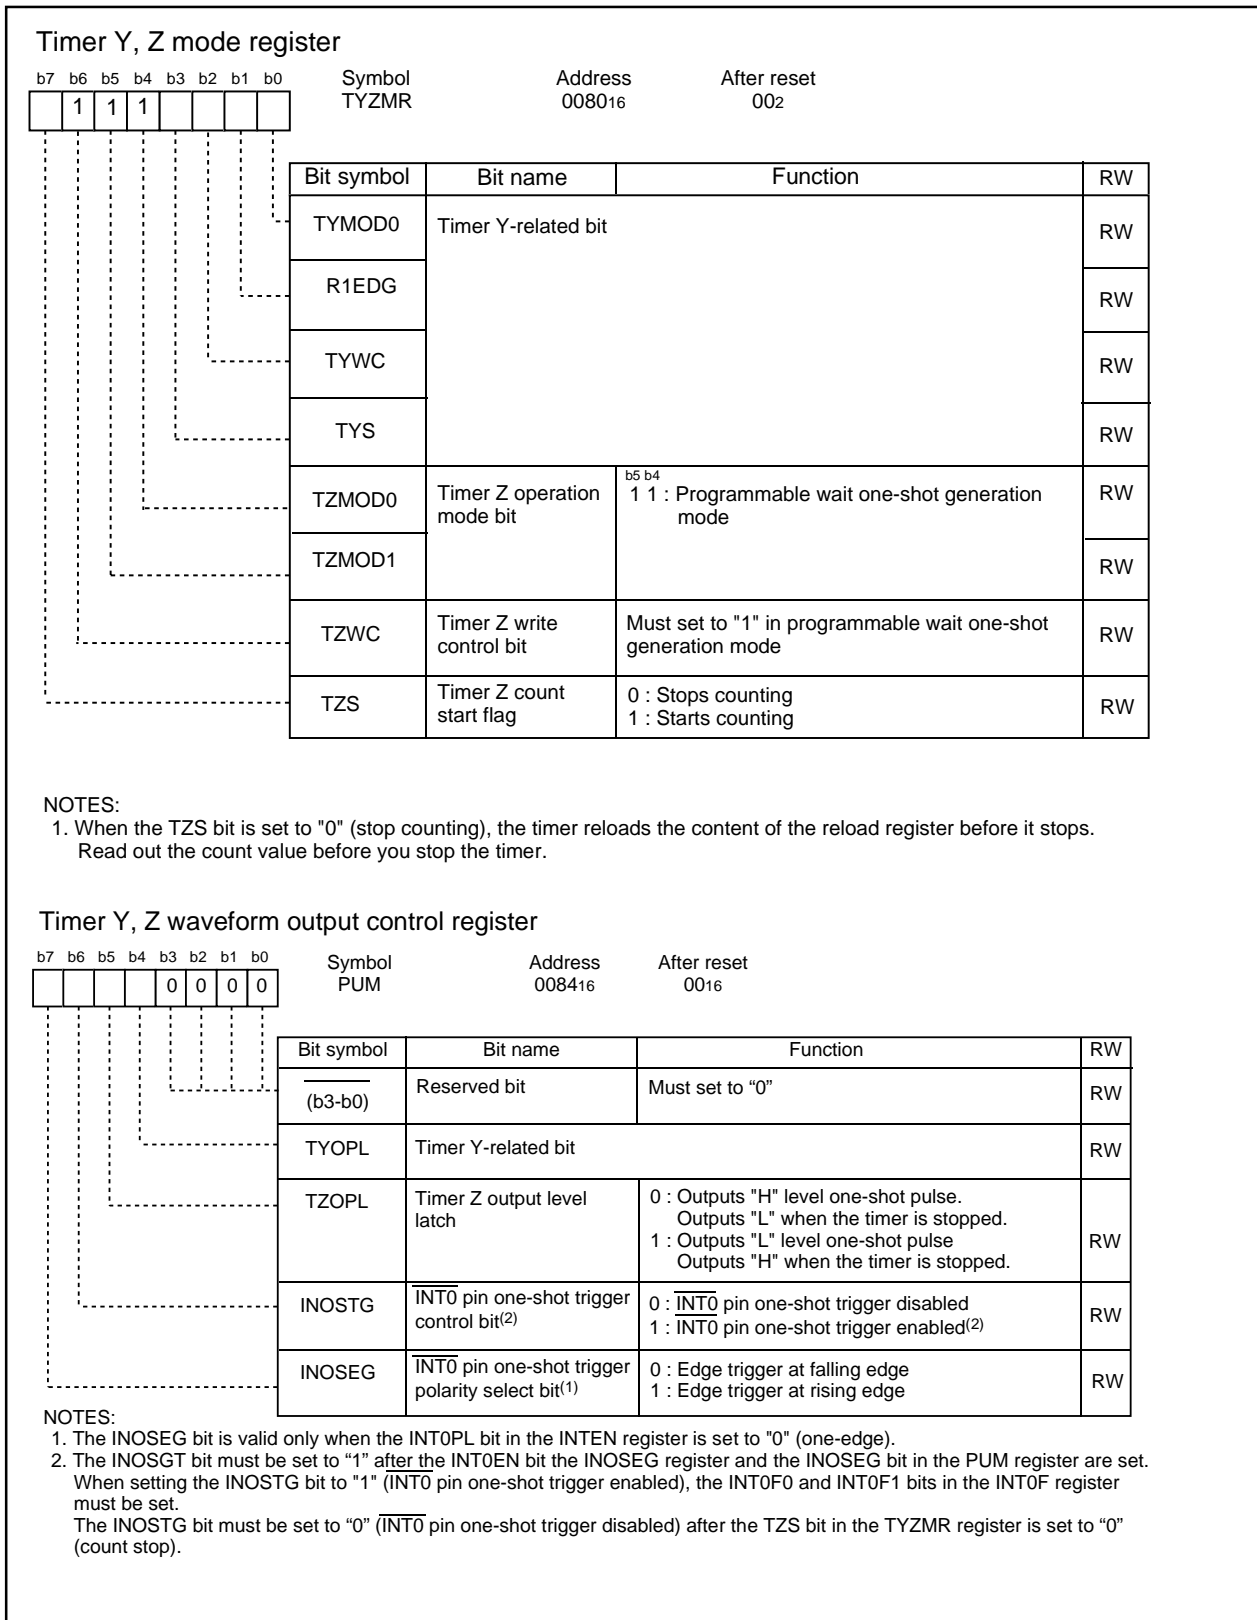 Timer Y, Z mode register
b7 b6 b5 b4 b3 b2 b1 b0
1 1 1
Symbol Address After reset
TYZMR 008016 002
Bit symbol Bit name Function RW
TYMOD0 Timer Y-related bit RW
R1EDG RW
TYWC RW
TYS RW
TZMOD0 Timer Z operation mode bit
b5 b4
1 1 : Programmable wait one-shot generation
mode
RW
TZMOD1 RW
TZWC
Timer Z write
control bit
Must set to "1" in programmable wait one-shot
generation mode
RW
TZS
Timer Z count
start flag
0 : Stops counting
1 : Starts counting
RW
NOTES:
1. When the TZS bit is set to "0" (stop counting), the timer reloads the content of the reload register before it stops.
Read out the count value before you stop the timer.
Timer Y, Z waveform output control register
b7 b6 b5 b4 b3 b2 b1 b0
0 0 0 0
Symbol Address After reset
PUM 008416 0016
Bit symbol Bit name Function RW
(b3-b0) Reserved bit Must set to “0” RW
TYOPL Timer Y-related bit RW
TZOPL
Timer Z output level
latch
0 : Outputs "H" level one-shot pulse.
Outputs "L" when the timer is stopped.
1 : Outputs "L" level one-shot pulse
Outputs "H" when the timer is stopped.
RW
INOSTG
INT0 pin one-shot trigger
control bit(2)
0 : INT0 pin one-shot trigger disabled
1 : INT0 pin one-shot trigger enabled(2)
RW
INOSEG
INT0 pin one-shot trigger
polarity select bit(1)
0 : Edge trigger at falling edge
1 : Edge trigger at rising edge
RW
NOTES:
1. The INOSEG bit is valid only when the INT0PL bit in the INTEN register is set to "0" (one-edge).
2. The INOSGT bit must be set to “1” after the INT0EN bit the INOSEG register and the INOSEG bit in the PUM register are set.
When setting the INOSTG bit to "1" (INT0 pin one-shot trigger enabled), the INT0F0 and INT0F1 bits in the INT0F register
must be set.
The INOSTG bit must be set to “0” (INT0 pin one-shot trigger disabled) after the TZS bit in the TYZMR register is set to “0”
(count stop).